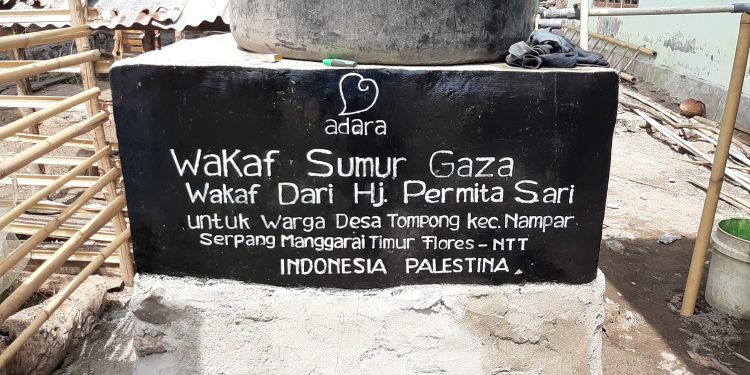 adara
Wakaf Sumur Gaza
Wakaf Dari Hj. Permita Sari
untuk Warga Desa Tompong kec. Nampar
Serpang Manggarai Timur Flores - NTT
INDONESIA PALESTINA.